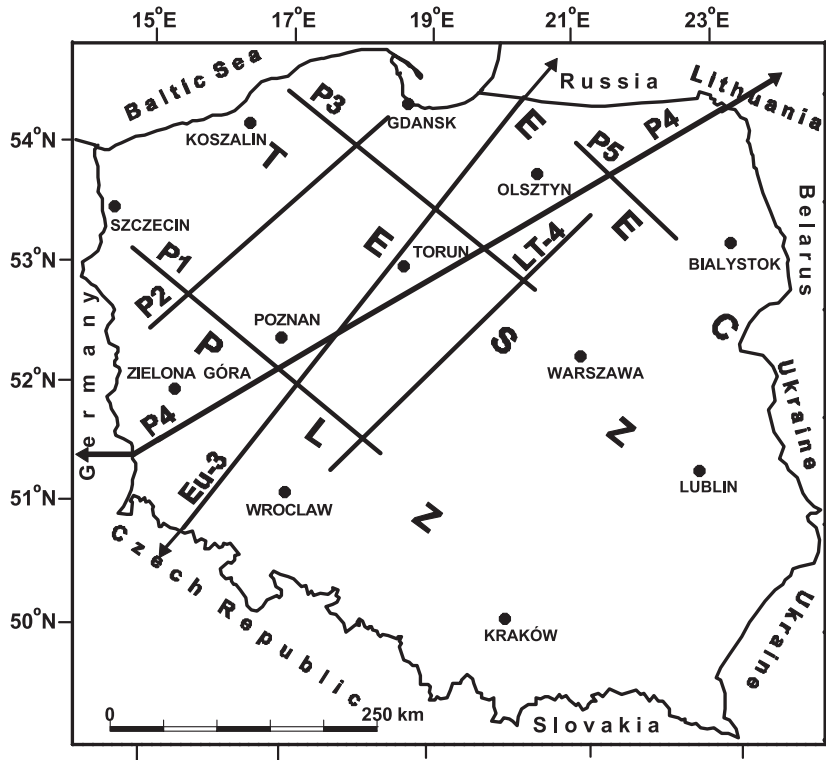 15°E 17°E 19°E 21°E 23°E
Baltic Sea
Russia
Lithuania
54°N
53°N
52°N
51°N
50°N
KOSZALIN
GDANSK
P3
T
E
P5
P4
OLSZTYN
SZCZECIN
P1
E
TORUN
LT-4
E
BIALYSTOK
Belarus
P2
POZNAN
P
S
C
WARSZAWA
ZIELONA GÓRA
Germany
P4
L
Z
Ukraine
Eu-3
WROCLAW
Z
LUBLIN
Czech Republic
KRAKÓW
Ukraine
0 250 km
Slovakia